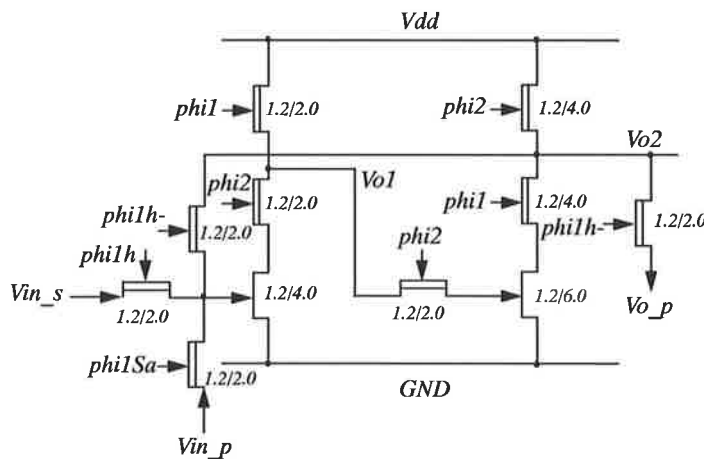 Vdd
phi1
1.2/2.0
phi2
1.2/4.0
Vo2
phi2
Vo1
1.2/2.0
phi1
1.2/4.0
phi1h-
1.2/2.0
phi1h-
1.2/2.0
phi1h
phi2
Vin_s
1.2/2.0
1.2/4.0
1.2/2.0
1.2/6.0
Vo_p
phi1Sa
1.2/2.0
GND
Vin_p